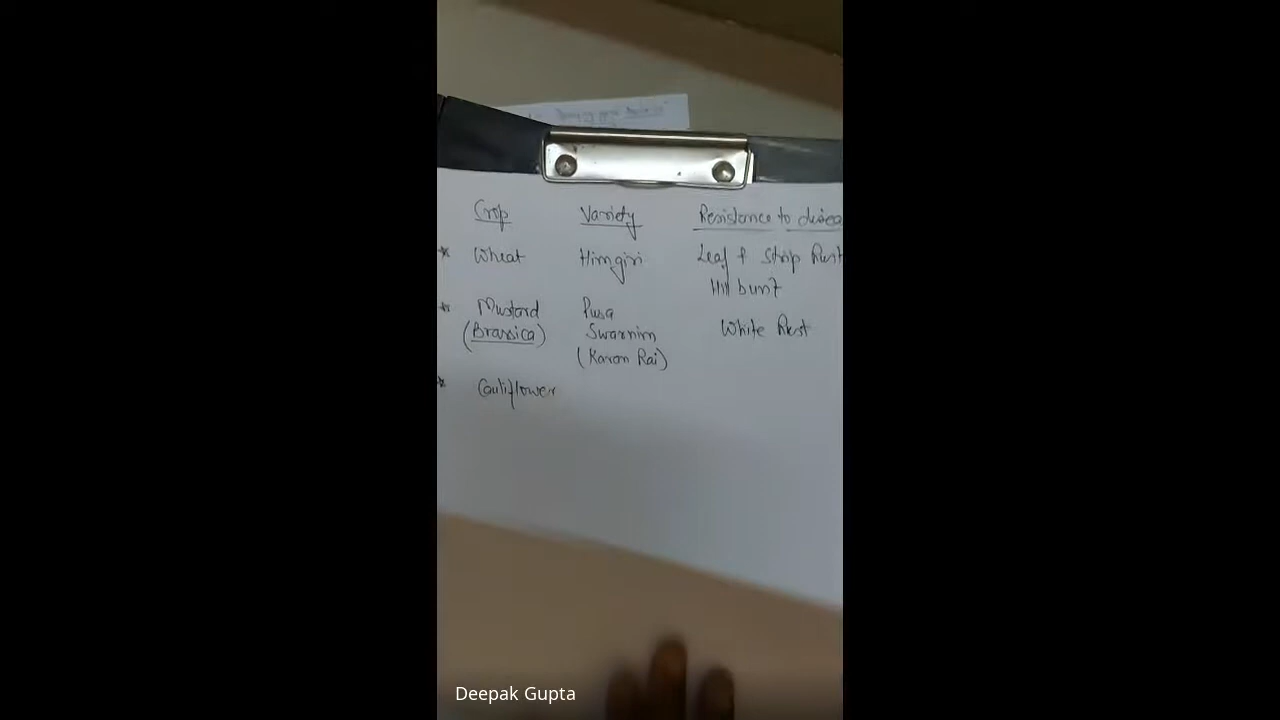 Crop Variety Resistance to disea
* Wheat Himgiri Leaf & Strip Rust
Hill bunt
* Mustard Pusa
(Brassica) Swarnim White Rust
(Karan Rai)
* Cauliflower
Deepak Gupta